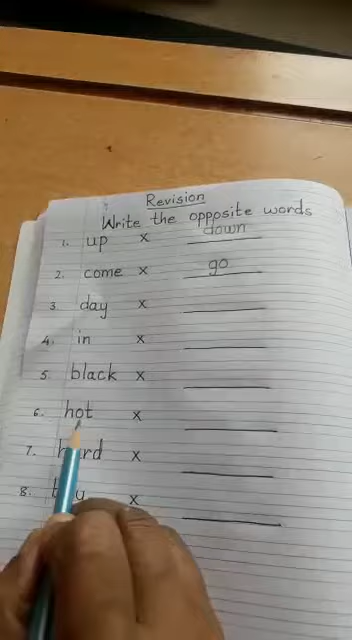 Revision
Write the opposite words
1. up x down
2. come x go
3. day x
4. in x
5. black x
6. hot x
7. x
8. x